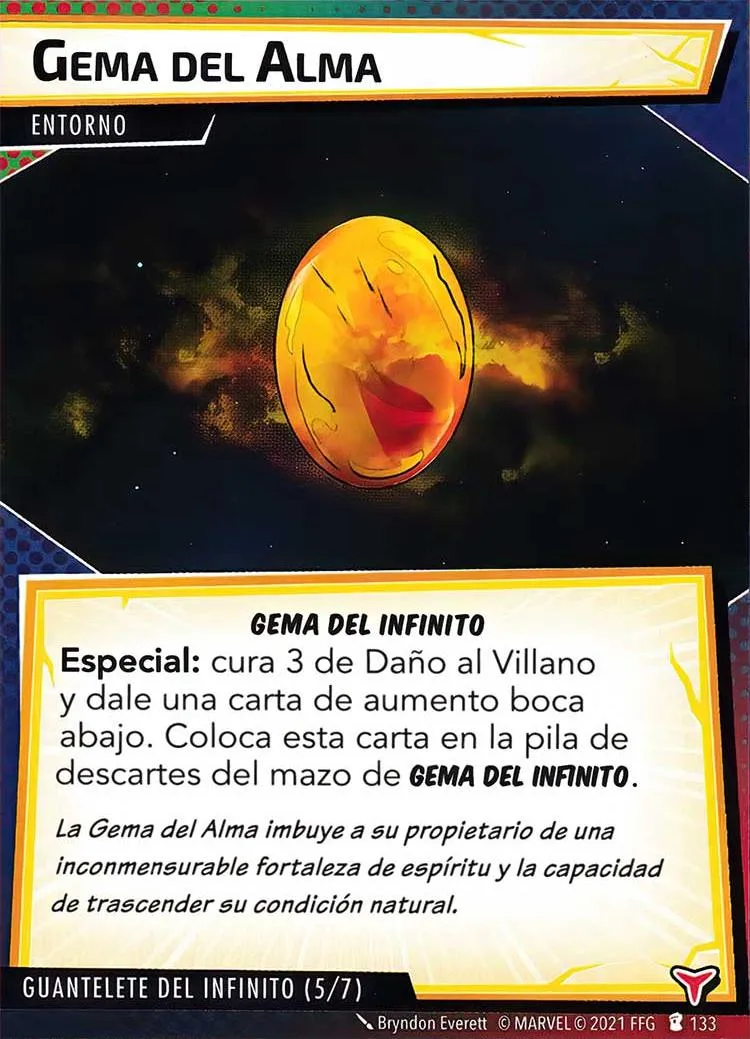 GEMA DEL ALMA
ENTORNO
GEMA DEL INFINITO
Especial: cura 3 de Daño al Villano
y dale una carta de aumento boca
abajo. Coloca esta carta en la pila de
descartes del mazo de GEMA DEL INFINITO.
La Gema del Alma imbuye a su propietario de una
inconmensurable fortaleza de espíritu y la capacidad
de trascender su condición natural.
GUANTELETE DEL INFINITO (5/7)
Bryndon Everett © MARVEL © 2021 FFG 133